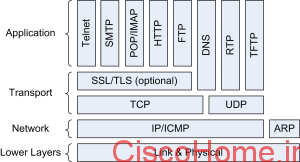 Application
Telnet
SMTP
POP/IMAP
HTTP
FTP
DNS
RTP
TFTP
SSL/TLS (optional)
Transport
TCP
UDP
Network
IP/ICMP
ARP
Lower Layers
Link & Physical
CiscoHome.ir